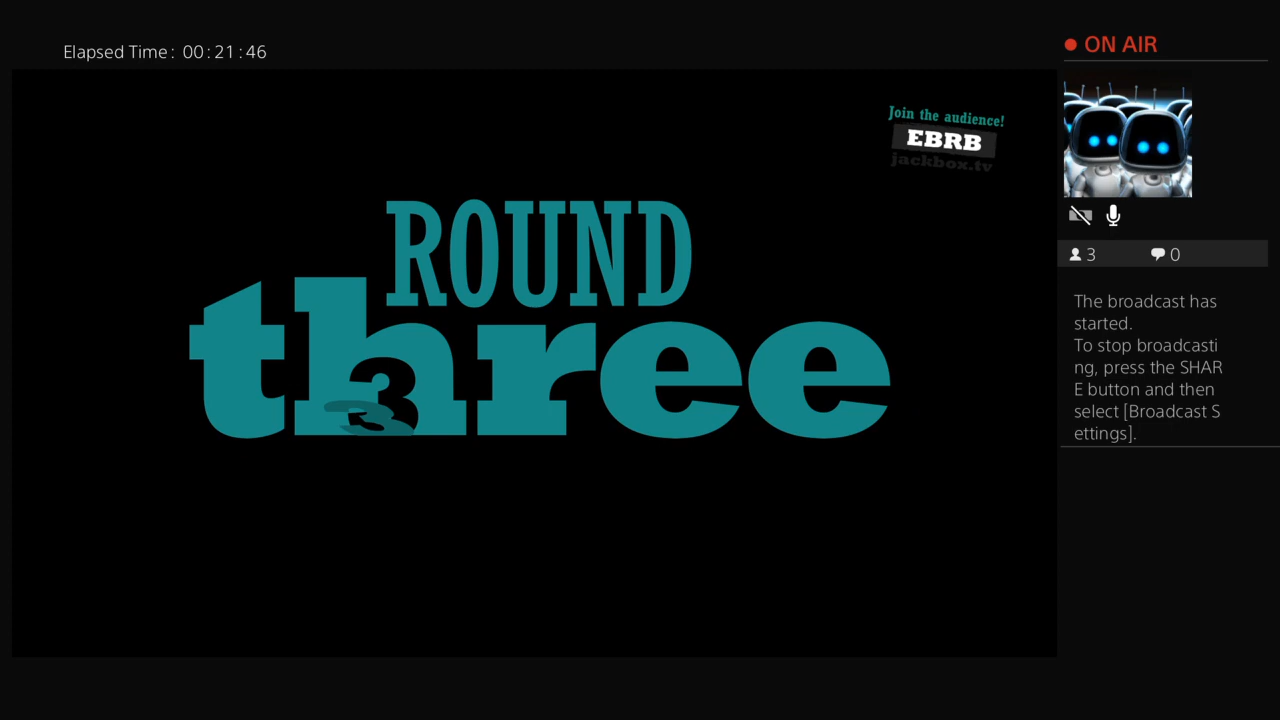 Elapsed Time: 00:21:46
ON AIR
Join the audience!
EBRB
jackbox.tv
ROUND
three
3
3
0
The broadcast has
started.
To stop broadcasti
ng, press the SHAR
E button and then
select [Broadcast S
ettings].